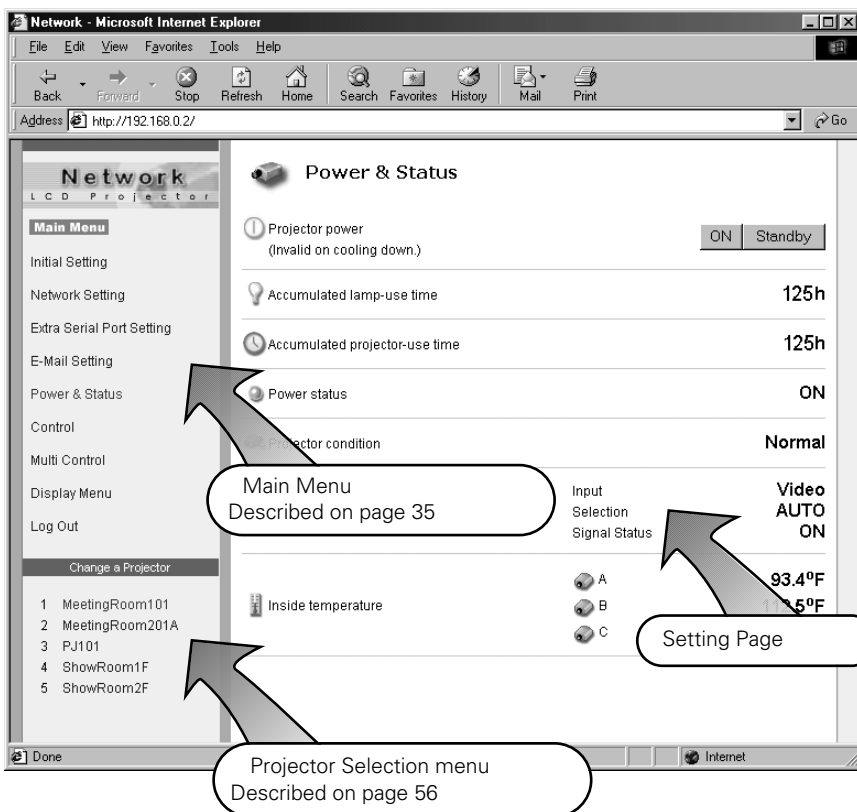 Network - Microsoft Internet Explorer
File Edit View Favorites Tools Help
Back Forward Stop Refresh Home Search Favorites History Mail Print
Address http://192.168.0.2/ Go
Network
LCD Projector
Main Menu
Initial Setting
Network Setting
Extra Serial Port Setting
E-Mail Setting
Power & Status
Control
Multi Control
Display Menu
Log Out
Change a Projector
1 MeetingRoom101
2 MeetingRoom201A
3 PJ101
4 ShowRoom1F
5 ShowRoom2F
Power & Status
Projector power
(Invalid on cooling down.)
ON Standby
Accumulated lamp-use time 125h
Accumulated projector-use time 125h
Power status ON
Projector condition Normal
Input Video
Selection AUTO
Signal Status ON
Inside temperature
A 93.4ºF
B
C
Main Menu
Described on page 35
Setting Page
Projector Selection menu
Described on page 56
Done Internet